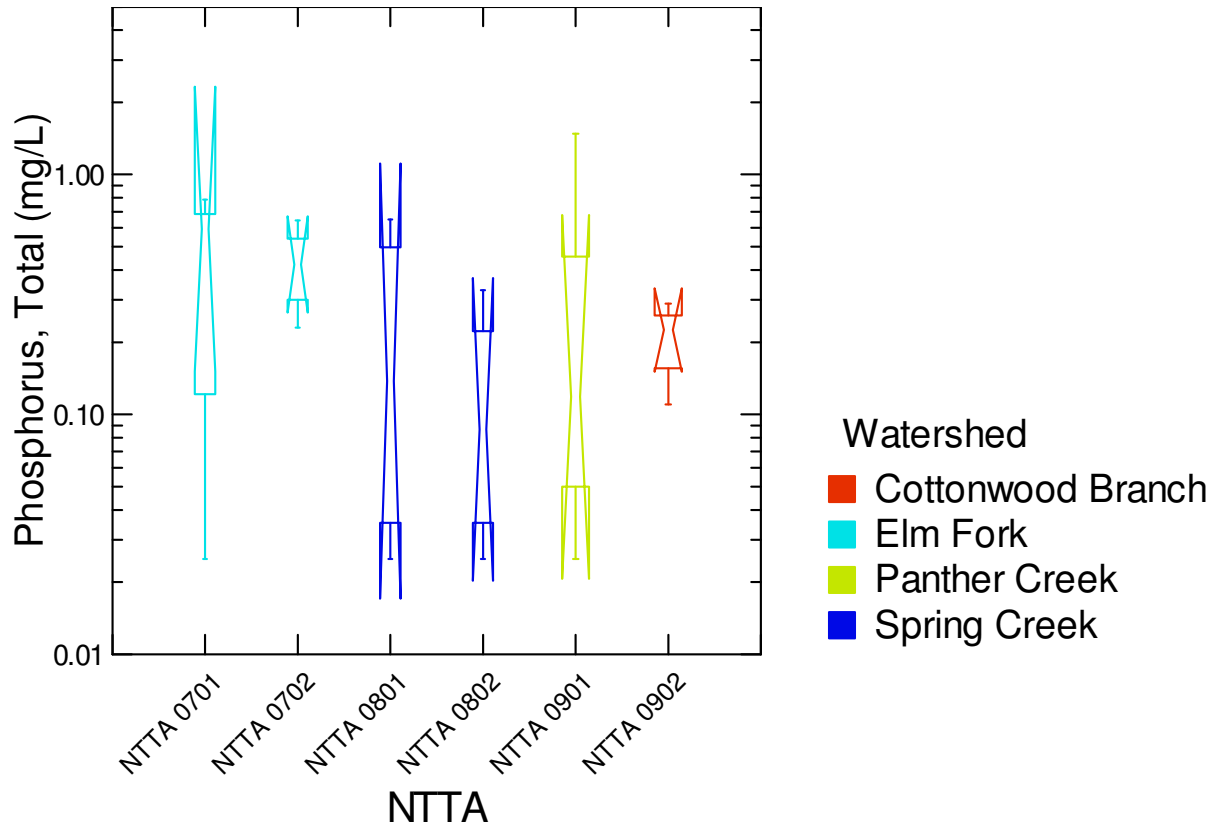 Phosphorus, Total (mg/L)
1.00
0.10
0.01
NTTA 0701
NTTA 0702
NTTA 0801
NTTA 0802
NTTA 0901
NTTA 0902
NTTA
Watershed
Cottonwood Branch
Elm Fork
Panther Creek
Spring Creek